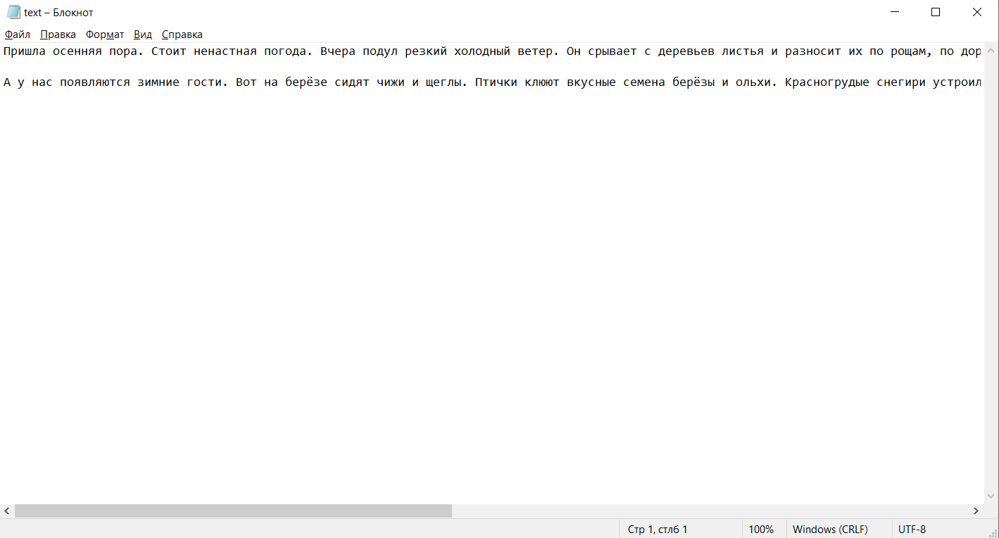 text – Блокнот
Файл Правка Формат Вид Справка
Пришла осенняя пора. Стоит ненастная погода. Вчера подул резкий холодный ветер. Он срывает с деревьев листья и разносит их по рощам, по дор
А у нас появляются зимние гости. Вот на берёзе сидят чижи и щеглы. Птички клюют вкусные семена берёзы и ольхи. Красногрудые снегири устроил
Стр 1, стлб 1 100% Windows (CRLF) UTF-8